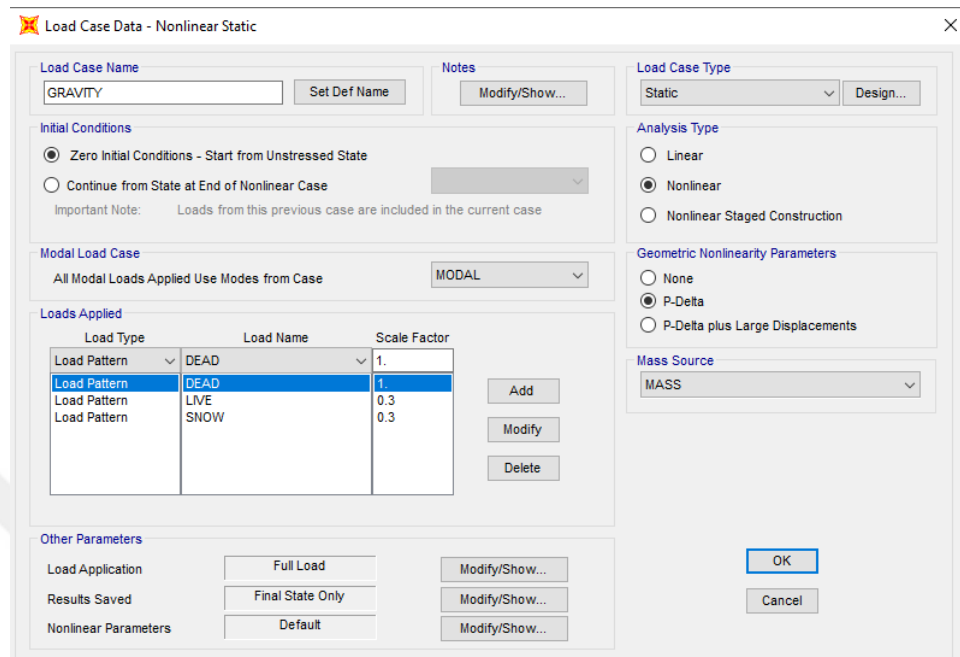 Load Case Data - Nonlinear Static
Load Case Name
GRAVITY
Set Def Name
Notes
Modify/Show...
Load Case Type
Static
Design...
Initial Conditions
Zero Initial Conditions - Start from Unstressed State
Continue from State at End of Nonlinear Case
Important Note: Loads from this previous case are included in the current case
Analysis Type
Linear
Nonlinear
Nonlinear Staged Construction
Modal Load Case
All Modal Loads Applied Use Modes from Case
MODAL
Geometric Nonlinearity Parameters
None
P-Delta
P-Delta plus Large Displacements
Loads Applied
Load Type Load Name Scale Factor
Load Pattern DEAD 1.
Load Pattern DEAD 1.
Load Pattern LIVE 0.3
Load Pattern SNOW 0.3
Add
Modify
Delete
Mass Source
MASS
Other Parameters
Load Application Full Load Modify/Show...
Results Saved Final State Only Modify/Show...
Nonlinear Parameters Default Modify/Show...
OK
Cancel